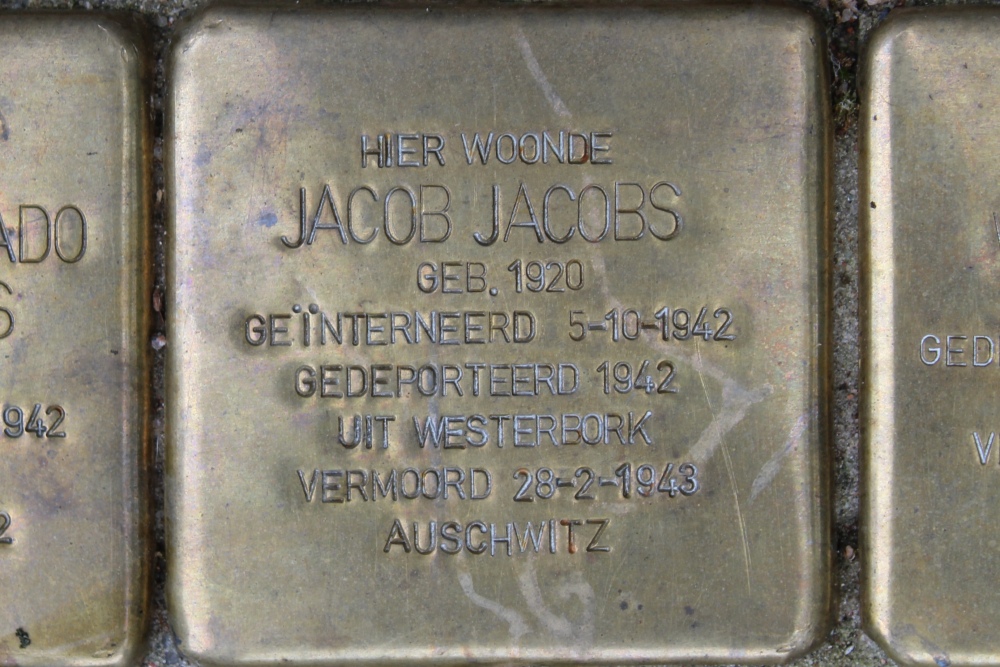 HIER WOONDE
JACOB JACOBS
GEB. 1920
GEÏNTERNEERD 5-10-1942
GEDEPORTEERD 1942
UIT WESTERBORK
VERMOORD 28-2-1943
AUSCHWITZ